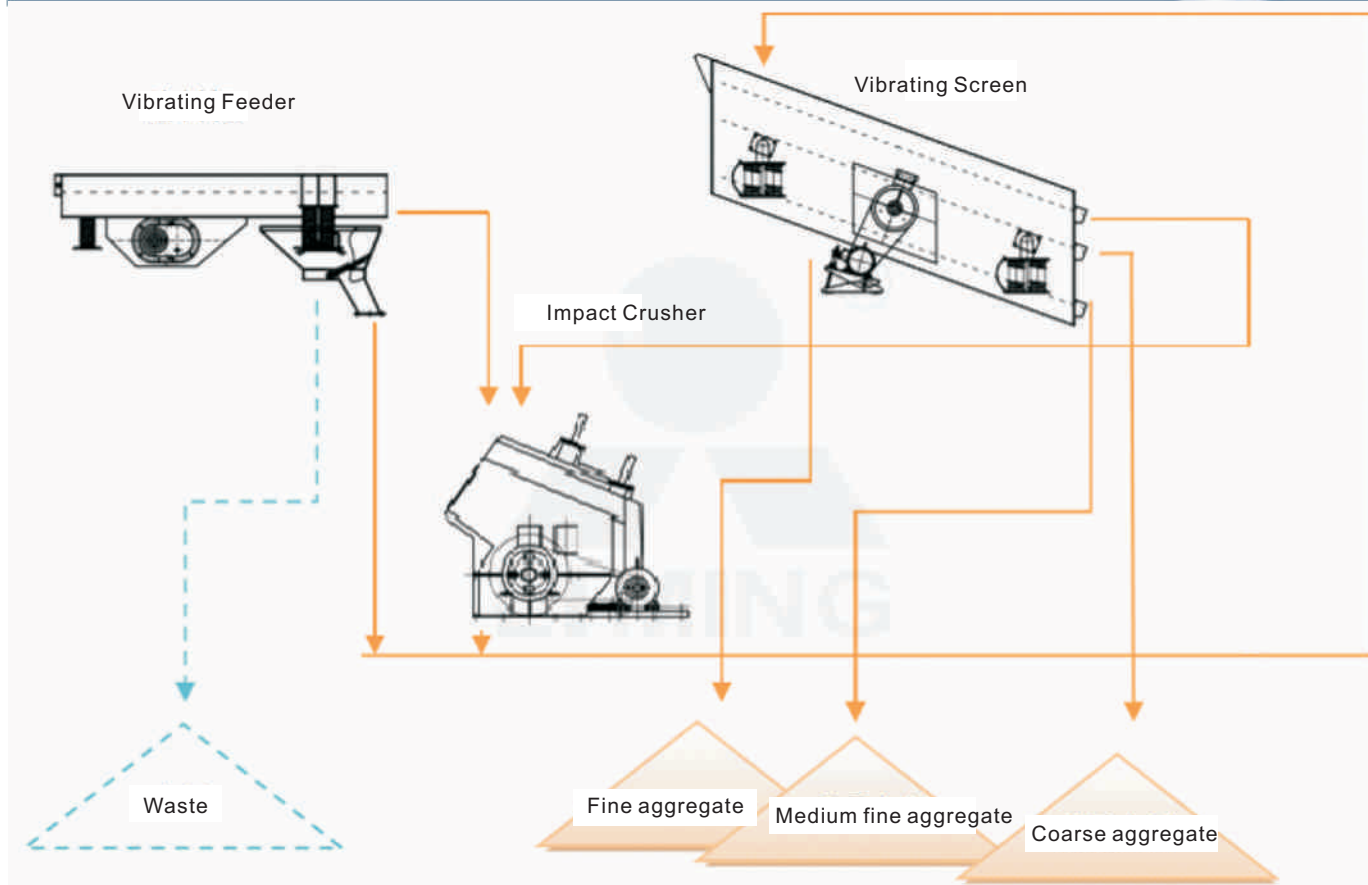 Vibrating Feeder
Vibrating Screen
Impact Crusher
Waste
Fine aggregate
Medium fine aggregate
Coarse aggregate